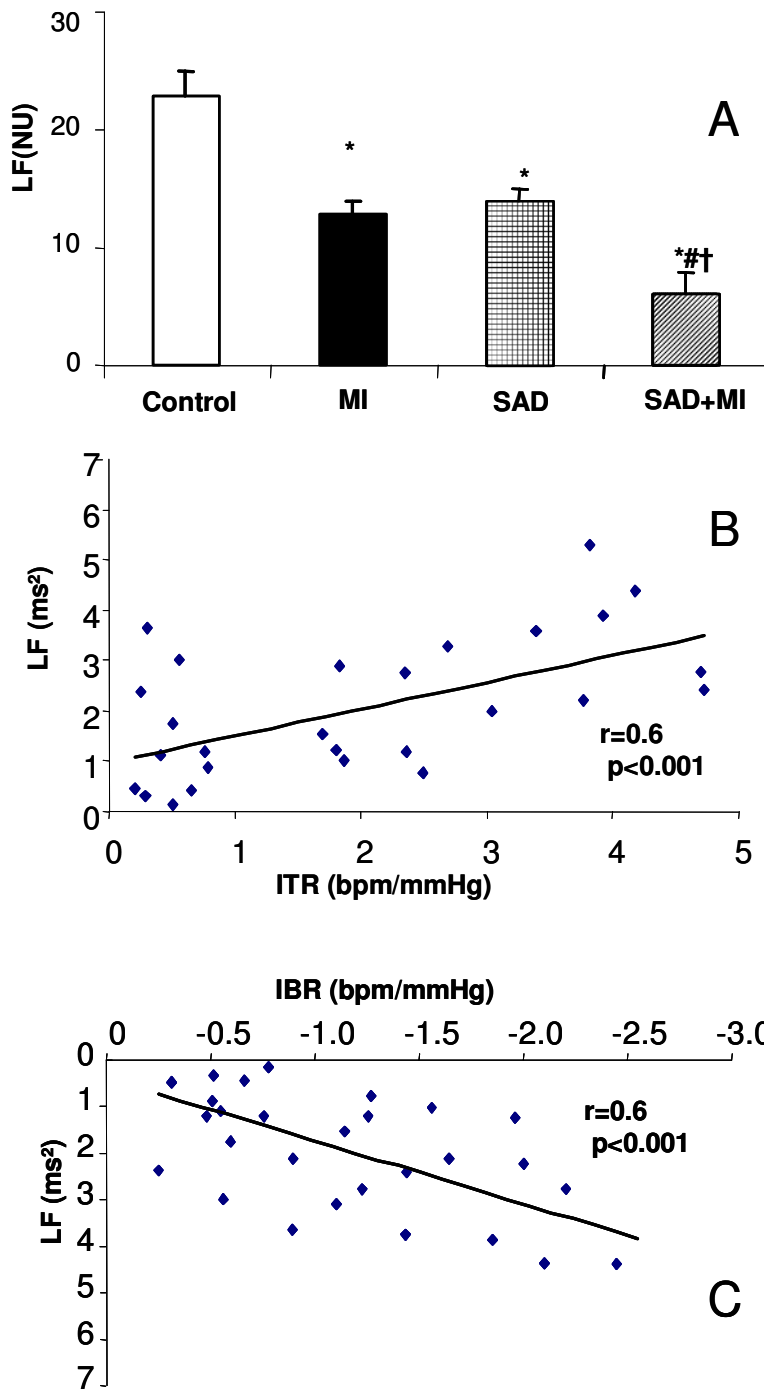 30
20
10
0
LF(NU)
A
*
*
*#†
Control MI SAD SAD+MI
7
6
5
4
3
2
1
0
LF (ms²)
B
r=0.6
p<0.001
0 1 2 3 4 5
ITR (bpm/mmHg)
IBR (bpm/mmHg)
0 -0.5 -1.0 -1.5 -2.0 -2.5 -3.0
0
1
2
3
4
5
6
7
LF (ms²)
r=0.6
p<0.001
C